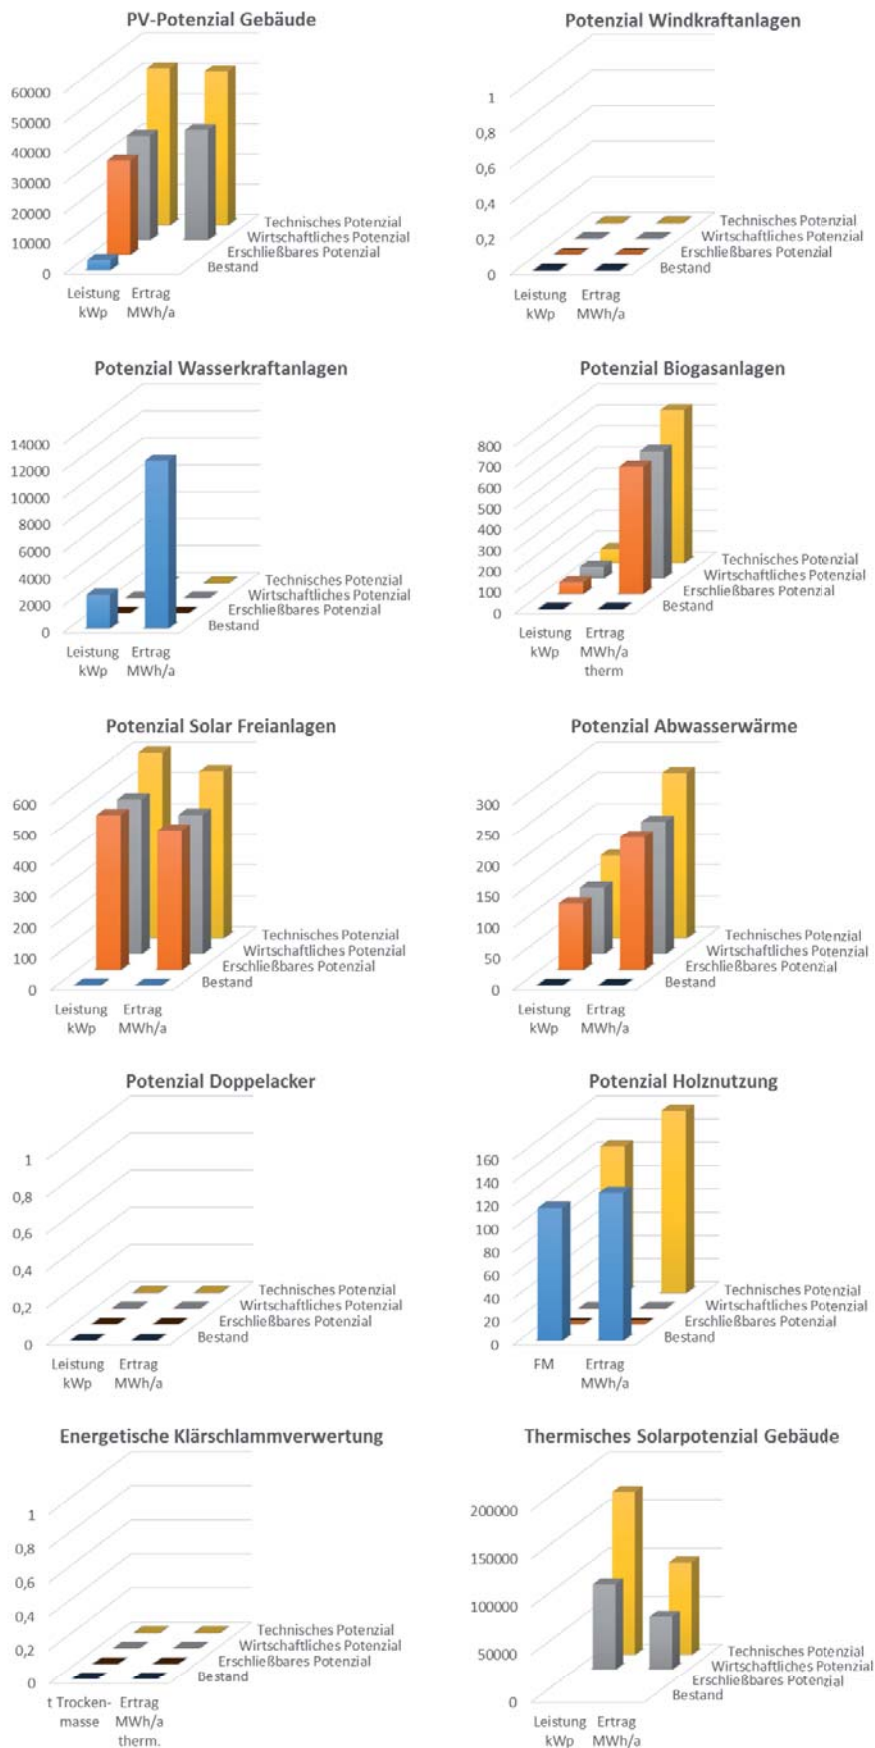 PV-Potenzial Gebäude
60000
50000
40000
30000
20000
10000
0
Technisches Potenzial
Wirtschaftliches Potenzial
Erschließbares Potenzial
Bestand
Leistung Ertrag
kWp MWh/a
Potenzial Windkraftanlagen
1
0,8
0,6
0,4
0,2
0
Technisches Potenzial
Wirtschaftliches Potenzial
Erschließbares Potenzial
Bestand
Leistung Ertrag
kWp MWh/a
Potenzial Wasserkraftanlagen
14000
12000
10000
8000
6000
4000
2000
0
Technisches Potenzial
Wirtschaftliches Potenzial
Erschließbares Potenzial
Bestand
Leistung Ertrag
kWp MWh/a
Potenzial Biogasanlagen
800
700
600
500
400
300
200
100
0
Technisches Potenzial
Wirtschaftliches Potenzial
Erschließbares Potenzial
Bestand
Leistung Ertrag
kWp MWh/a
therm
Potenzial Solar Freianlagen
600
500
400
300
200
100
0
Technisches Potenzial
Wirtschaftliches Potenzial
Erschließbares Potenzial
Bestand
Leistung Ertrag
kWp MWh/a
Potenzial Abwasserwärme
300
250
200
150
100
50
0
Technisches Potenzial
Wirtschaftliches Potenzial
Erschließbares Potenzial
Bestand
Leistung Ertrag
kWp MWh/a
Potenzial Doppelacker
1
0,8
0,6
0,4
0,2
0
Technisches Potenzial
Wirtschaftliches Potenzial
Erschließbares Potenzial
Bestand
Leistung Ertrag
kWp MWh/a
Potenzial Holznutzung
160
140
120
100
80
60
40
20
0
Technisches Potenzial
Wirtschaftliches Potenzial
Erschließbares Potenzial
Bestand
FM Ertrag
MWh/a
Energetische Klärschlammverwertung
1
0,8
0,6
0,4
0,2
0
Technisches Potenzial
Wirtschaftliches Potenzial
Erschließbares Potenzial
Bestand
t Trocken- Ertrag
masse MWh/a
therm.
Thermisches Solarpotenzial Gebäude
200000
150000
100000
50000
0
Technisches Potenzial
Wirtschaftliches Potenzial
Erschließbares Potenzial
Bestand
Leistung Ertrag
kWp MWh/a